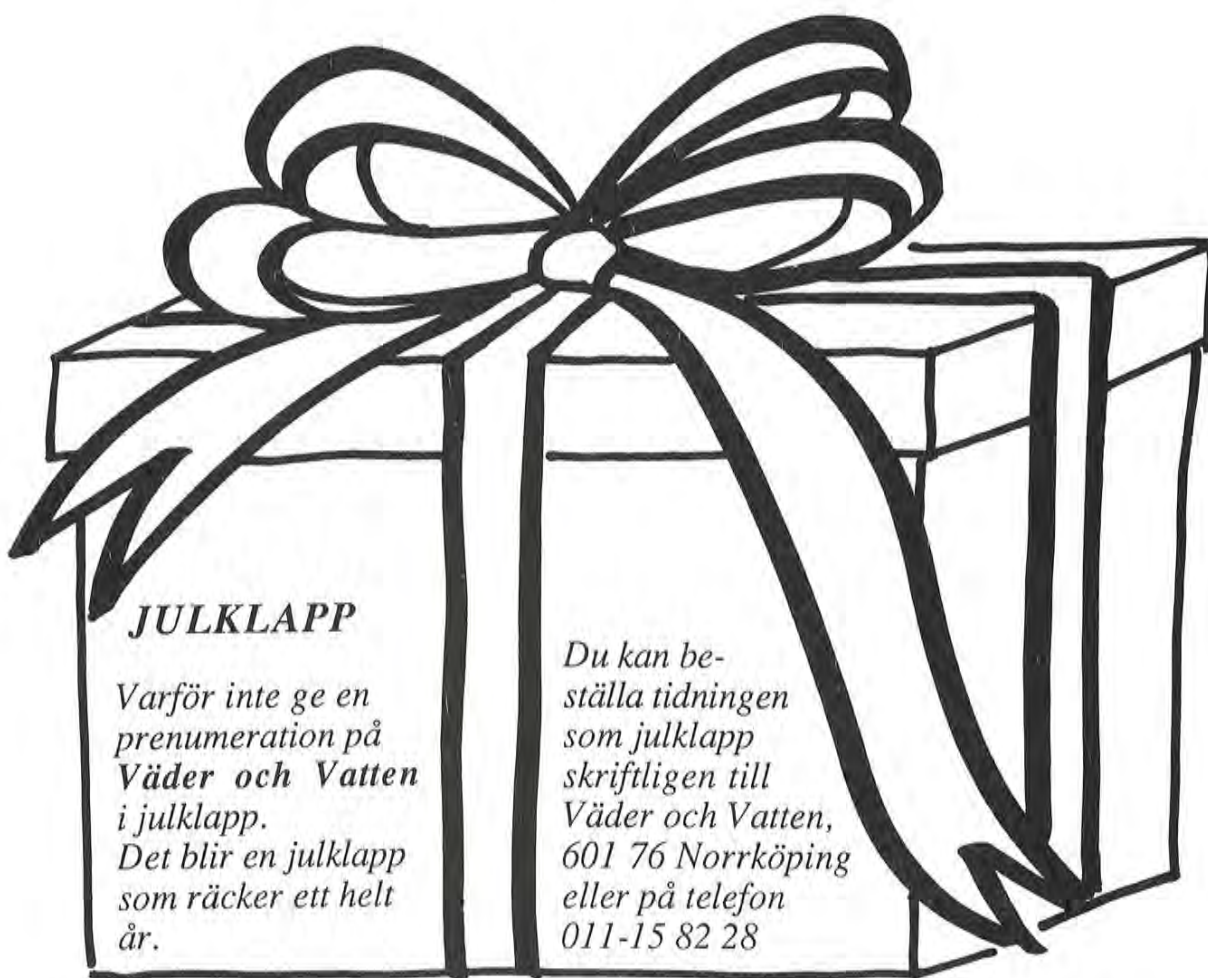 JULKLAPP
Varför inte ge en
prenumeration på
Väder och Vatten
i julklapp.
Det blir en julklapp
som räcker ett helt
år.
Du kan be-
ställa tidningen
som julklapp
skriftligen till
Väder och Vatten,
601 76 Norrköping
eller på telefon
011-15 82 28